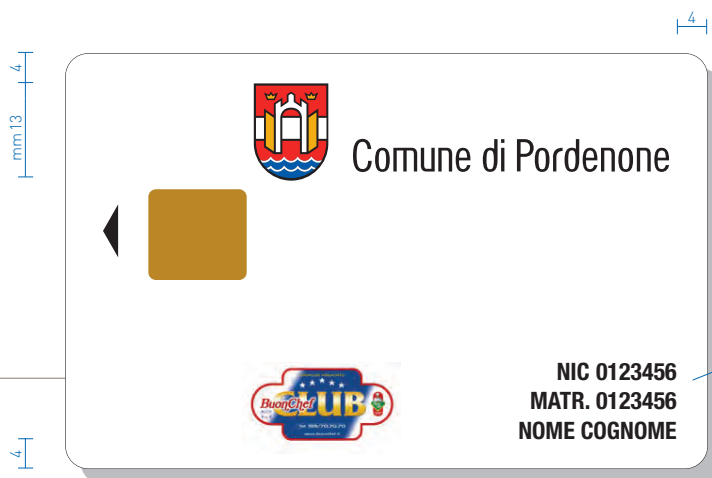 4
4
mm 13
Comune di Pordenone
BuonChef
CLUB
NIC 0123456
MATR. 0123456
NOME COGNOME
4